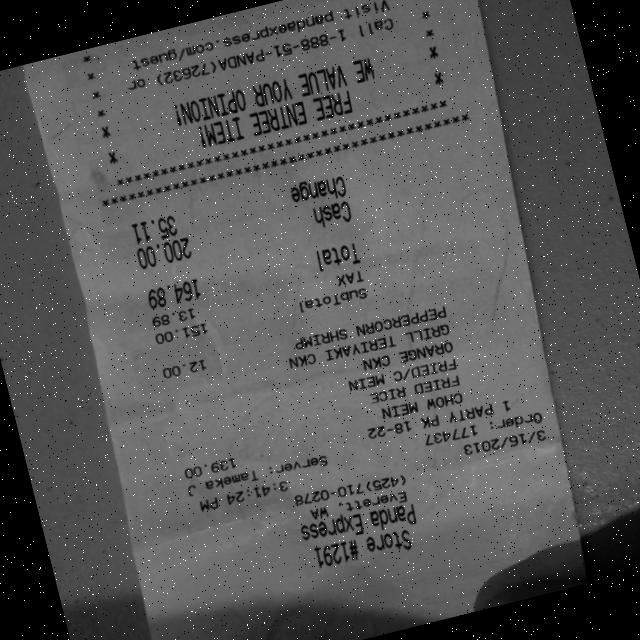 Store #1291
Panda Express
Everett, WA
(425)710-0278
3/16/2013 3:41:24 PM
Order: 177437 Server: Tameka J
1 PARTY PK 18-22 139.00
CHOW MEIN
FRIED RICE
FRIED/C MEIN
ORANGE CKN
GRILL TERIYAKI CKN
PEPPERCORN SHRIMP 12.00
SubTotal 151.00
TAX 13.89
Total 164.89
Cash 200.00
Change 35.11
****************************************
****************************************
* FREE ENTREE ITEM! *
* WE VALUE YOUR OPINION! *
* Call 1-888-51-PANDA(72632) or *
* Visit pandaexpress.com/guest *